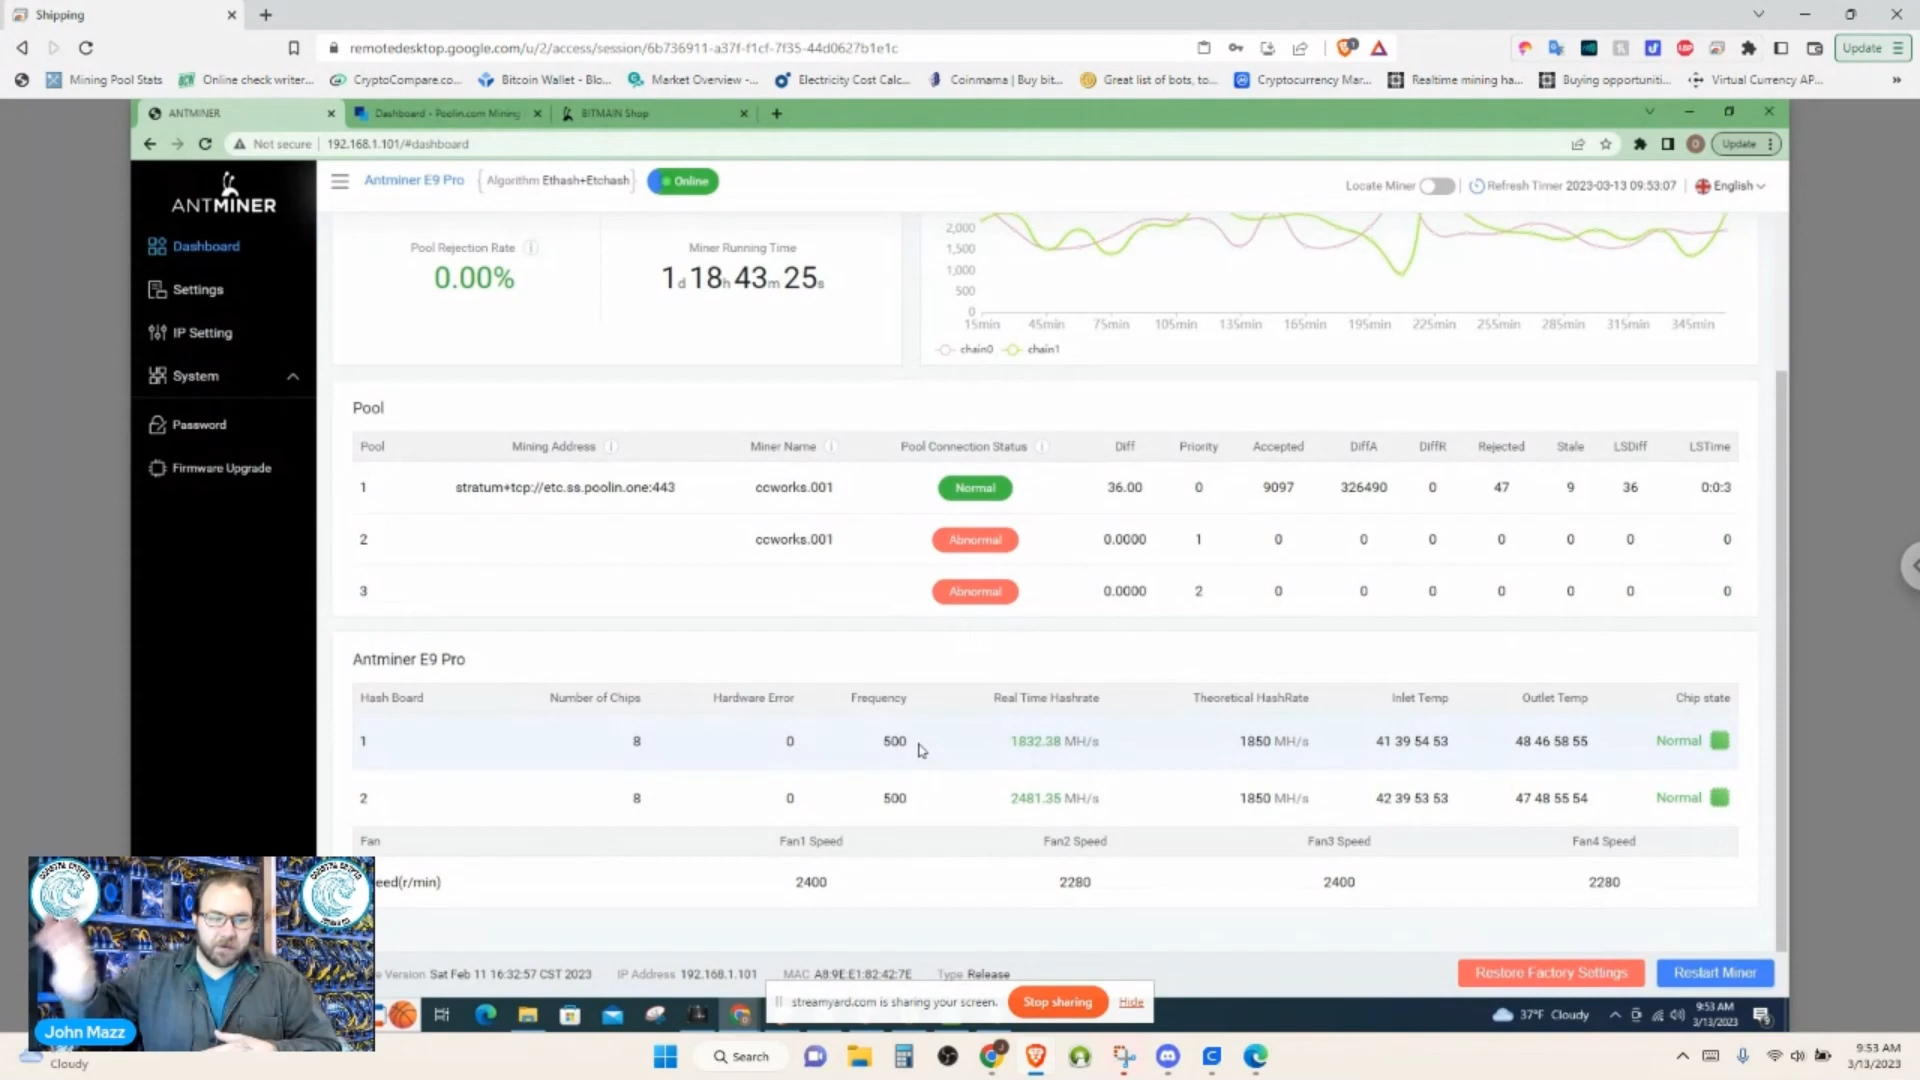 Shipping
remotedesktop.google.com/u/2/access/session/6b736911-a37f-f1cf-7f35-44d0627b1e1c
Update
Mining Pool Stats
Online check writer...
CryptoCompare.co...
Bitcoin Wallet - Blo...
Market Overview -...
Electricity Cost Calc...
Coinmama | Buy bit...
Great list of bots, to...
Cryptocurrency Mar...
Realtime mining ha...
Buying opportuniti...
Virtual Currency AP...
ANTMINER
Dashboard - Poolin.com Mining
BITMAIN Shop
Not secure
192.168.1.101/#dashboard
Update
ANTMINER
Antminer E9 Pro
Algorithm Ethash+Etchash
Online
Locate Miner
Refresh Timer 2023-03-13 09:53:07
English
Dashboard
Settings
IP Setting
System
Password
Firmware Upgrade
Pool Rejection Rate
0.00%
Miner Running Time
1d 18h 43m 25s
2,000
1,500
1,000
500
0
15min 45min 75min 105min 135min 165min 195min 225min 255min 285min 315min 345min
chain0 chain1
Pool
Pool Mining Address Miner Name Pool Connection Status Diff Priority Accepted DiffA DiffR Rejected Stale LSDiff LSTime
1 stratum+tcp://etc.ss.poolin.one:443 ccworks.001 Normal 36.00 0 9097 326490 0 47 9 36 0:0:3
2 ccworks.001 Abnormal 0.0000 1 0 0 0 0 0 0 0
3 Abnormal 0.0000 2 0 0 0 0 0 0 0
Antminer E9 Pro
Hash Board Number of Chips Hardware Error Frequency Real Time Hashrate Theoretical HashRate Inlet Temp Outlet Temp Chip state
1 8 0 500 1832.38 MH/s 1850 MH/s 41 39 54 53 48 46 58 55 Normal
2 8 0 500 2481.35 MH/s 1850 MH/s 42 39 53 53 47 48 55 54 Normal
Fan Fan1 Speed Fan2 Speed Fan3 Speed Fan4 Speed
eed(r/min) 2400 2280 2400 2280
e Version Sat Feb 11 16:32:57 CST 2023
IP Address 192.168.1.101
MAC A8:9E:E1:82:42:7E
Type Release
Restore Factory Settings
Restart Miner
streamyard.com is sharing your screen.
Stop sharing
Hide
37°F Cloudy
9:53 AM
3/13/2023
John Mazz
Cloudy
Search
9:53 AM
3/13/2023